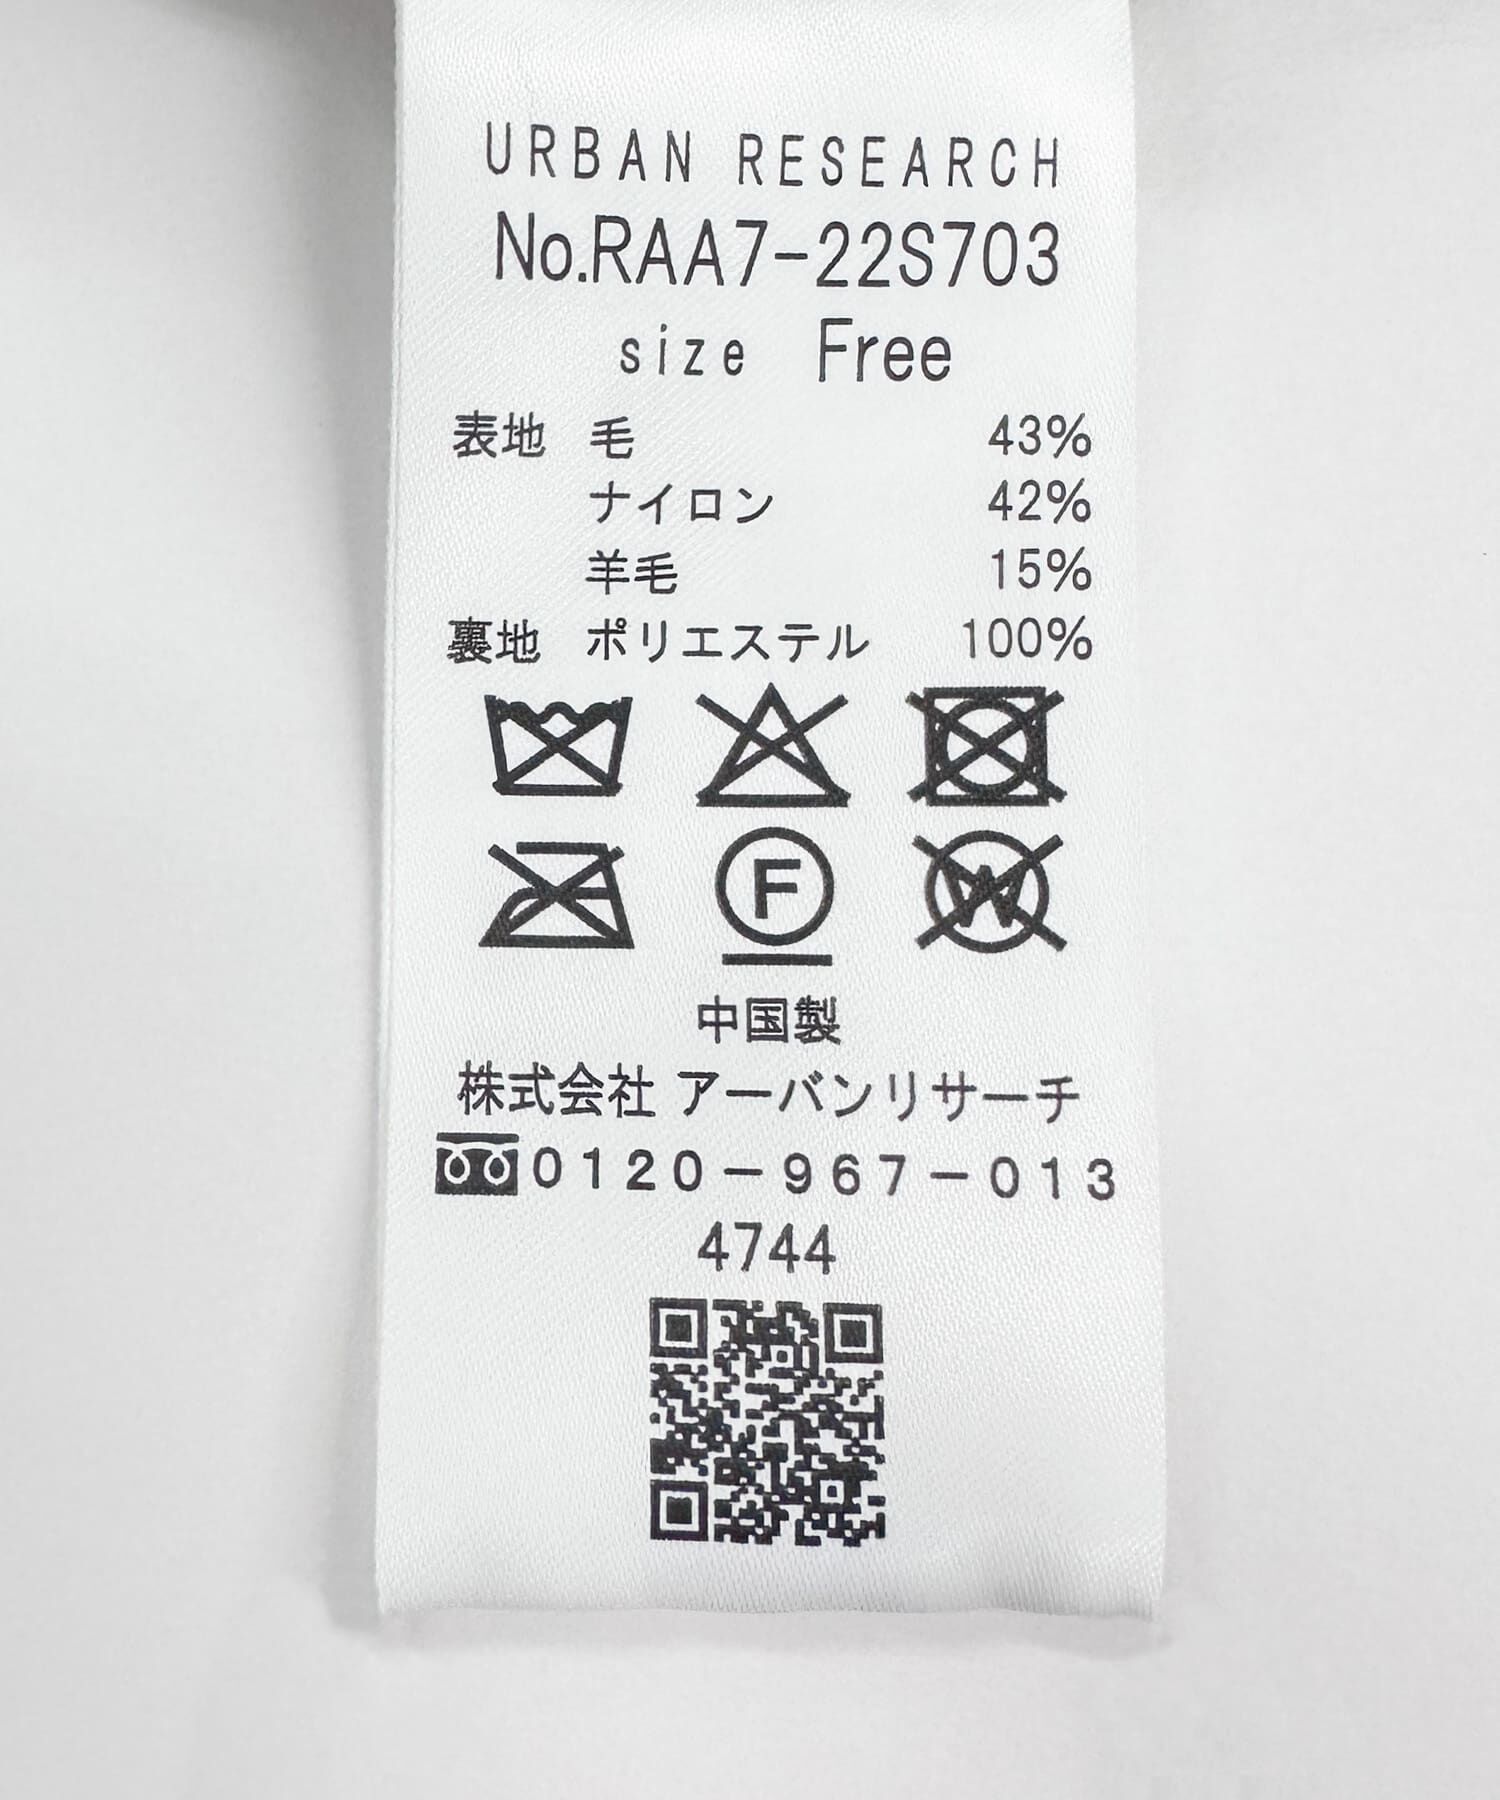 URBAN RESEARCH
No.RAA7-22S703
size Free
表地 毛 43%
ナイロン 42%
羊毛 15%
裏地 ポリエステル 100%
F
W
中国製
株式会社 アーバンリサーチ
0120-967-013
4744